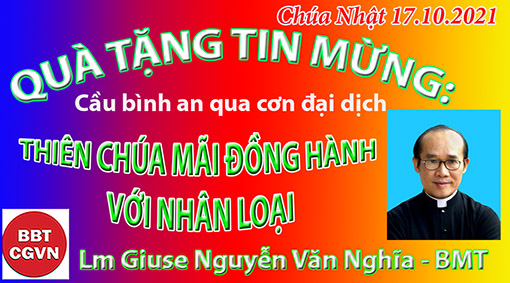 Chúa Nhật 17.10.2021
QUÀ TẶNG TIN MỪNG:
Cầu bình an qua cơn đại dịch
THIÊN CHÚA MÃI ĐỒNG HÀNH
VỚI NHÂN LOẠI
BBT
CGVN
Lm Giuse Nguyễn Văn Nghĩa - BMT